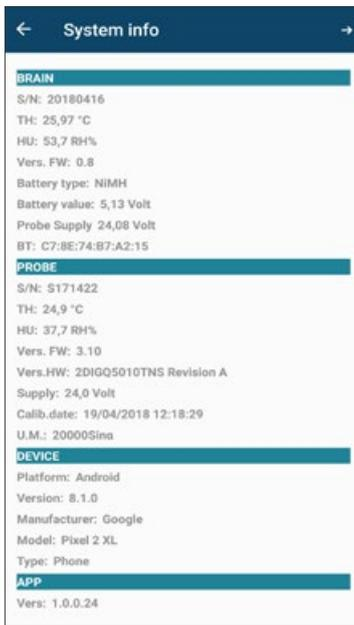 System info
BRAIN
S/N: 20180416
TH: 25,97 °C
HU: 53,7 RH%
Vers. FW: 0.8
Battery type: NiMH
Battery value: 5,13 Volt
Probe Supply 24,08 Volt
BT: C7:8E:74:B7:A2:15
PROBE
S/N: S171422
TH: 24,9 °C
HU: 37,7 RH%
Vers. FW: 3.10
Vers.HW: 2DIGQ5010TNS Revision A
Supply: 24,0 Volt
Calib.date: 19/04/2018 12:18:29
U.M.: 20000Sing
DEVICE
Platform: Android
Version: 8.1.0
Manufacturer: Google
Model: Pixel 2 XL
Type: Phone
APP
Vers: 1.0.0.24